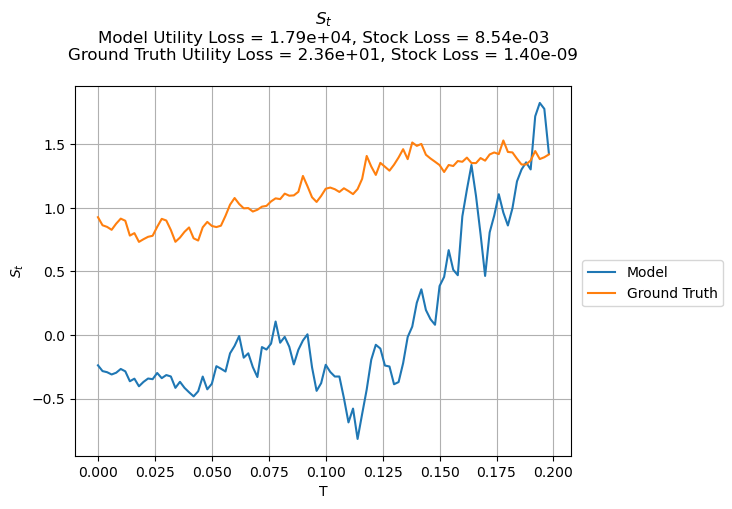 S_t
Model Utility Loss = 1.79e+04, Stock Loss = 8.54e-03
Ground Truth Utility Loss = 2.36e+01, Stock Loss = 1.40e-09
1.5
1.0
0.5
0.0
−0.5
S_t
0.000 0.025 0.050 0.075 0.100 0.125 0.150 0.175 0.200
T
Model
Ground Truth